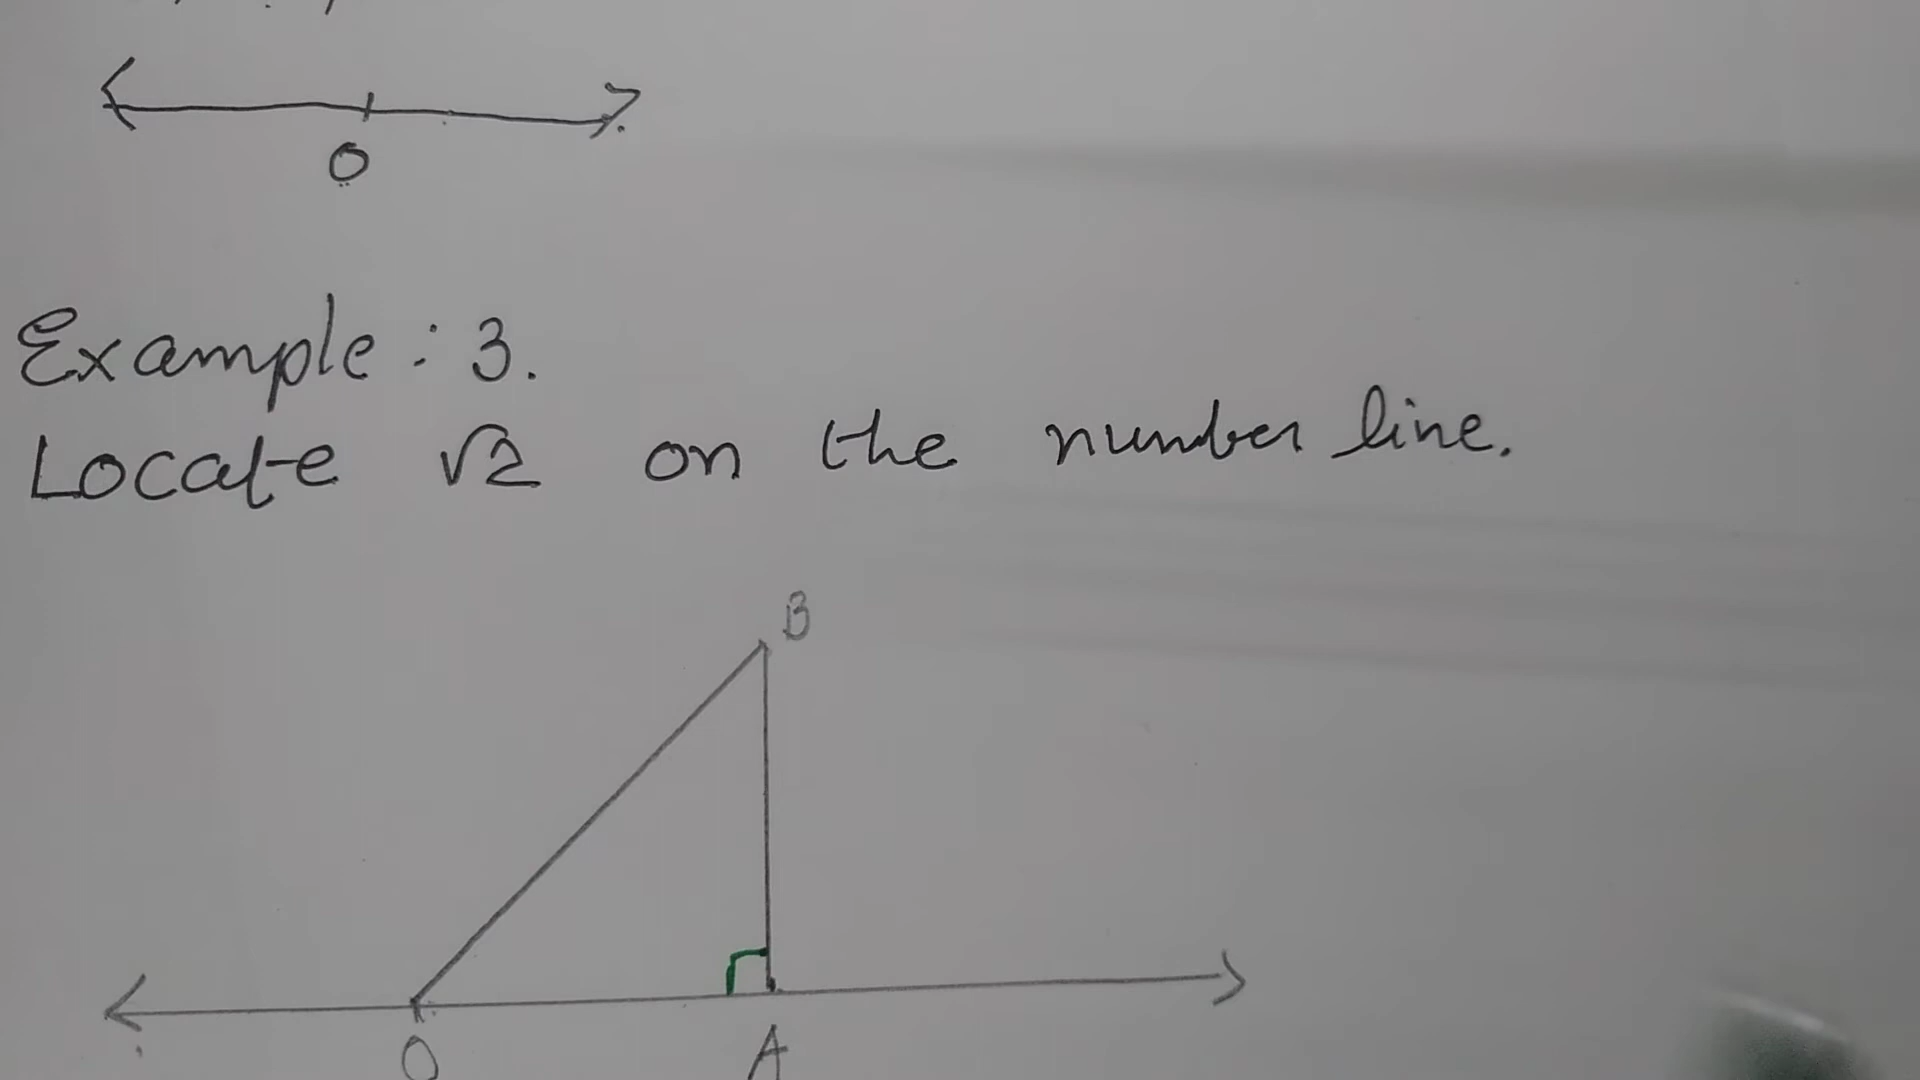 0
Example : 3.
Locate √2 on the number line.
B
O A